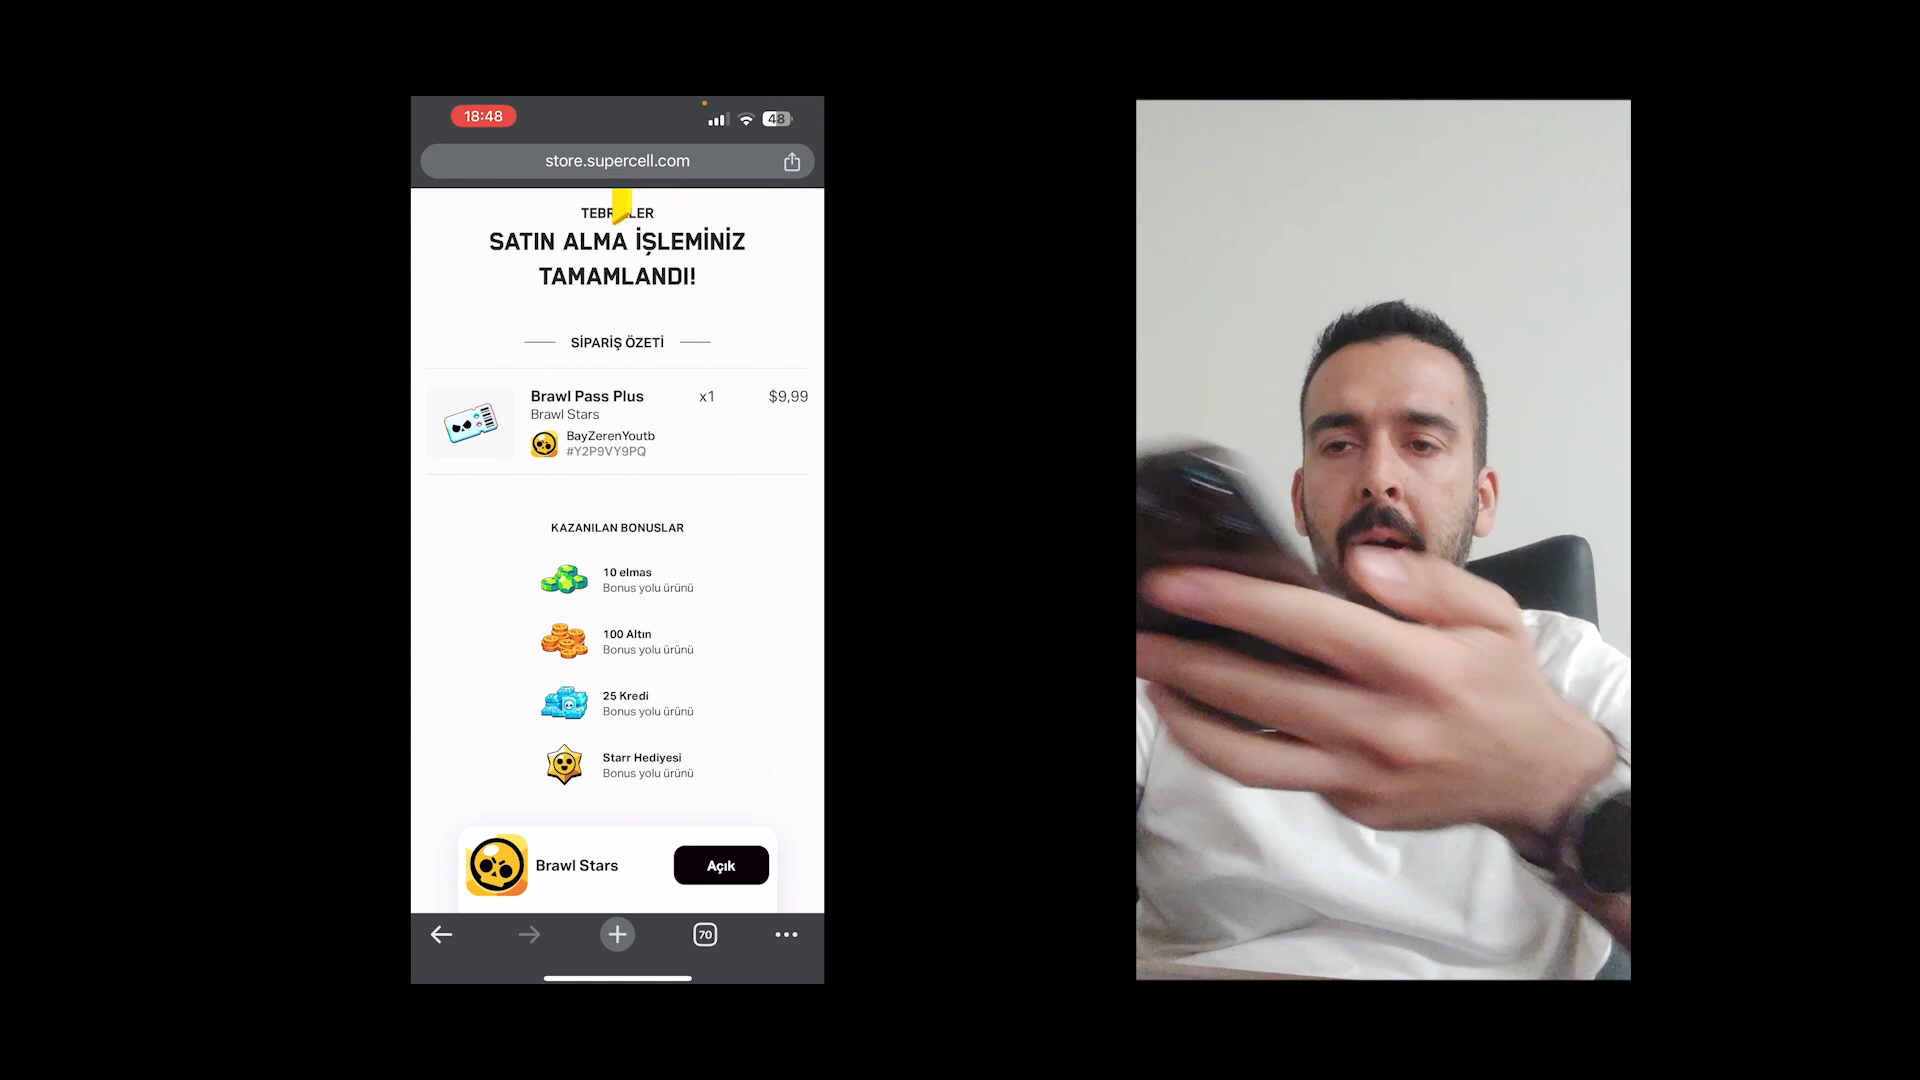 18:48
48
store.supercell.com
SATIN ALMA İŞLEMİNİZ
TAMAMLANDI!
SİPARİŞ ÖZETİ
Brawl Pass Plus x1 $9,99
Brawl Stars
BayZerenYoutb
#Y2P9VY9PQ
KAZANILAN BONUSLAR
10 elmas
Bonus yolu ürünü
100 Altın
Bonus yolu ürünü
25 Kredi
Bonus yolu ürünü
Starr Hediyesi
Bonus yolu ürünü
Brawl Stars Açık
70